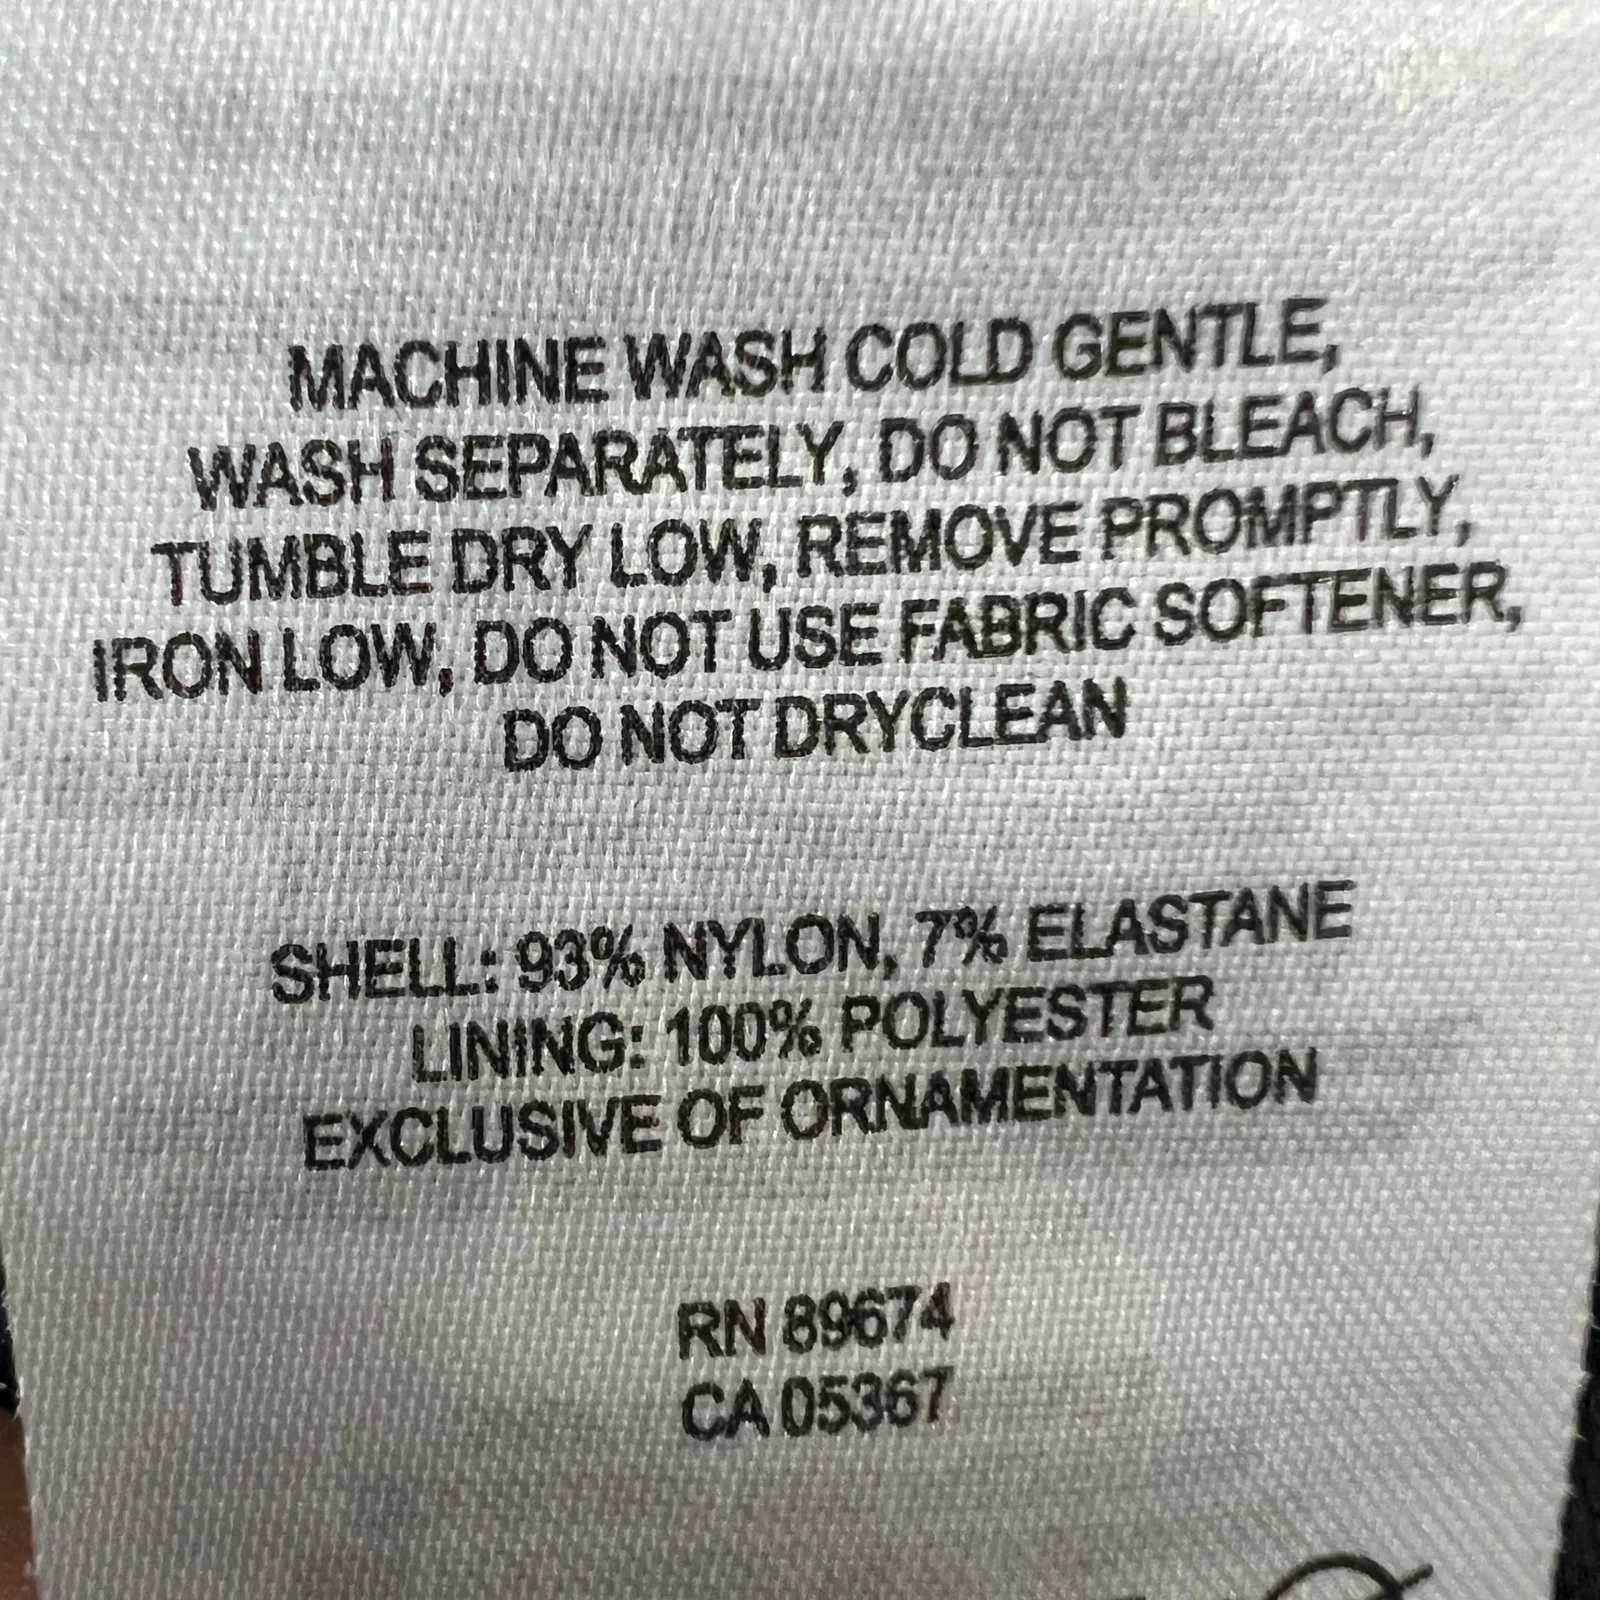 MACHINE WASH COLD GENTLE,
WASH SEPARATELY, DO NOT BLEACH,
TUMBLE DRY LOW, REMOVE PROMPTLY,
IRON LOW, DO NOT USE FABRIC SOFTENER,
DO NOT DRYCLEAN
SHELL: 93% NYLON, 7% ELASTANE
LINING: 100% POLYESTER
EXCLUSIVE OF ORNAMENTATION
RN 89674
CA 05367